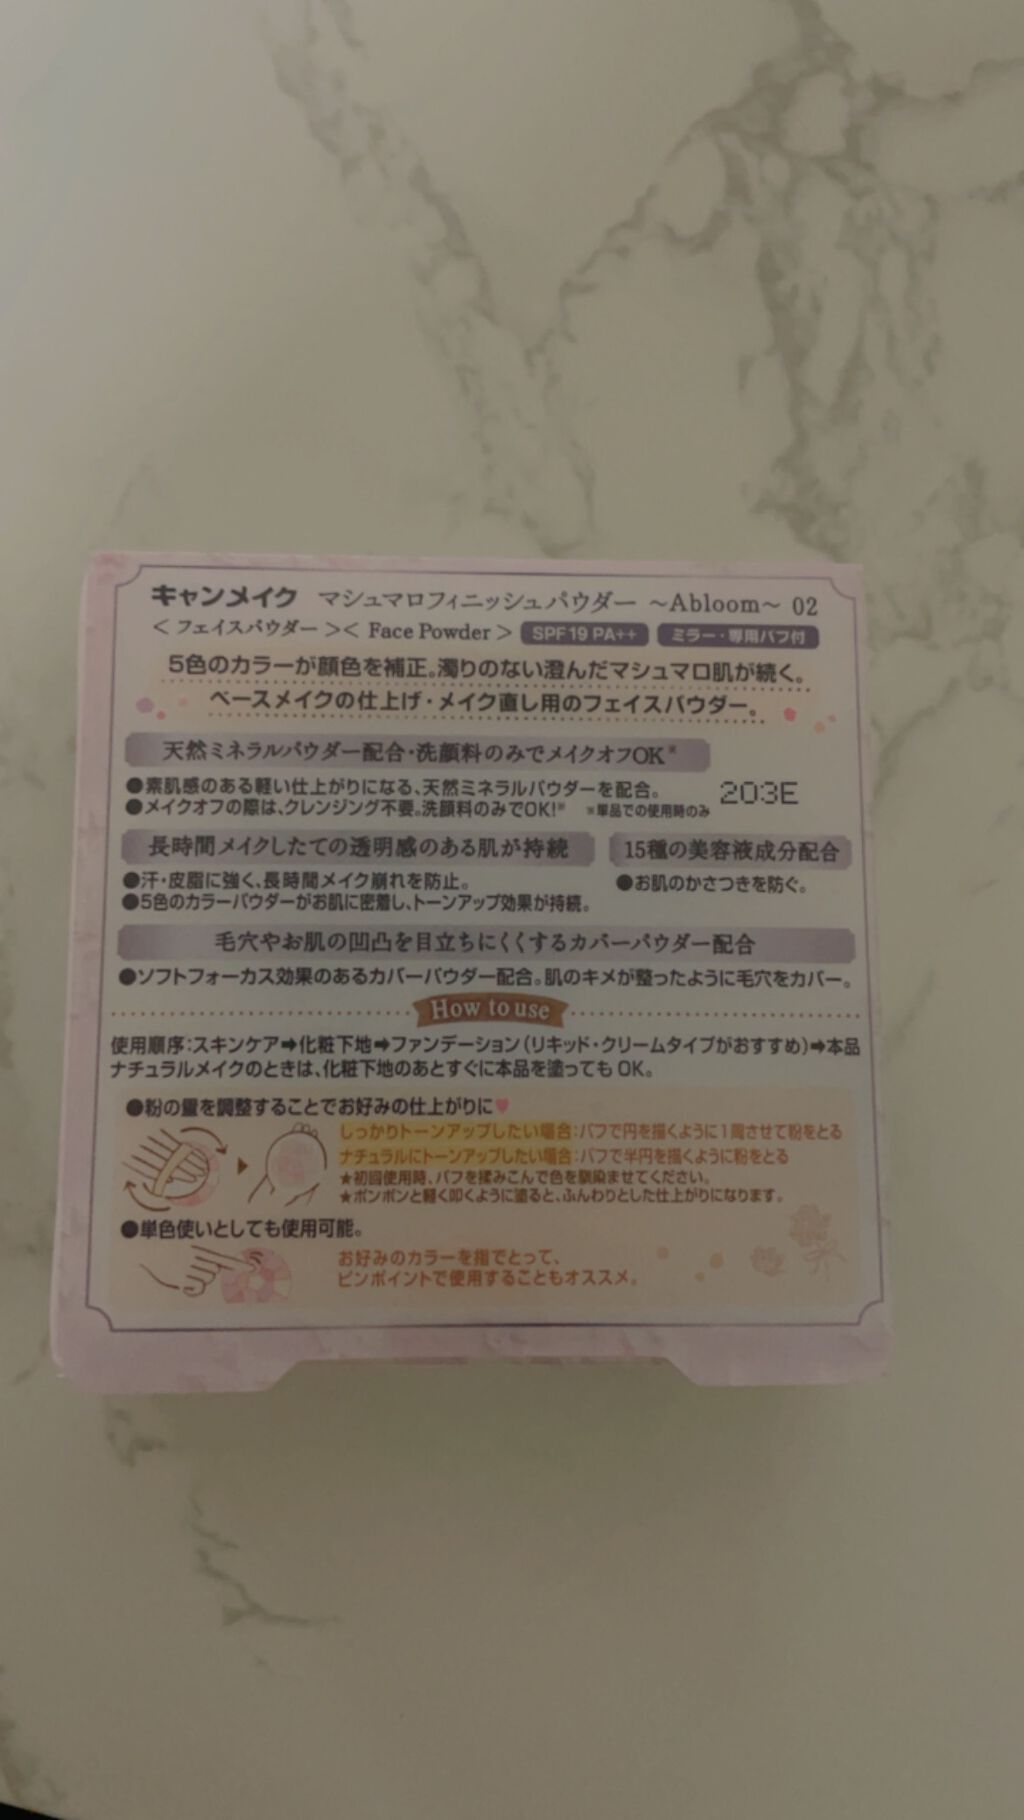 キャンメイク マシュマロフィニッシュパウダー ～Abloom～ 02
＜フェイスパウダー＞＜Face Powder＞ SPF19 PA++ ミラー・専用パフ付
5色のカラーが顔色を補正。濁りのない澄んだマシュマロ肌が続く。
ベースメイクの仕上げ・メイク直し用のフェイスパウダー。
天然ミネラルパウダー配合・洗顔料のみでメイクオフOK※
●素肌感のある軽い仕上がりになる、天然ミネラルパウダーを配合。
203E
●メイクオフの際は、クレンジング不要。洗顔料のみでOK!※ ※単品での使用時のみ
長時間メイクしたての透明感のある肌が持続
●汗・皮脂に強く、長時間メイク崩れを防止。
●5色のカラーパウダーがお肌に密着し、トーンアップ効果が持続。
15種の美容液成分配合
●お肌のかさつきを防ぐ。
毛穴やお肌の凹凸を目立ちにくくするカバーパウダー配合
●ソフトフォーカス効果のあるカバーパウダー配合。肌のキメが整ったように毛穴をカバー。
How to use
使用順序：スキンケア➡化粧下地➡ファンデーション（リキッド・クリームタイプがおすすめ）➡本品
ナチュラルメイクのときは、化粧下地のあとすぐに本品を塗ってもOK。
●粉の量を調整することでお好みの仕上がりに♥
しっかりトーンアップしたい場合：パフで円を描くように1周させて粉をとる
ナチュラルにトーンアップしたい場合：パフで半円を描くように粉をとる
★初回使用時、パフを揉みこんで色を馴染ませてください。
★ポンポンと軽く叩くように塗ると、ふんわりとした仕上がりになります。
●単色使いとしても使用可能。
お好みのカラーを指でとって、
ピンポイントで使用することもオススメ。